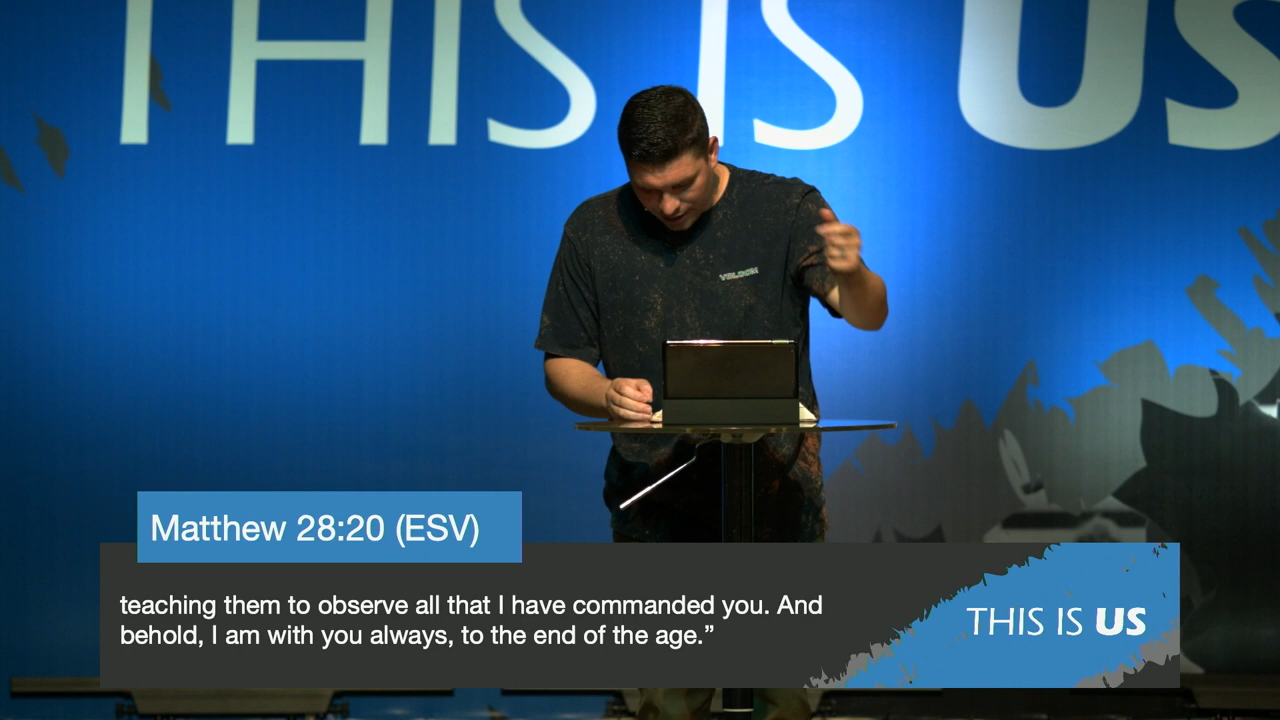 THIS IS US
VOLCOM
Matthew 28:20 (ESV)
teaching them to observe all that I have commanded you. And
behold, I am with you always, to the end of the age.”
THIS IS US